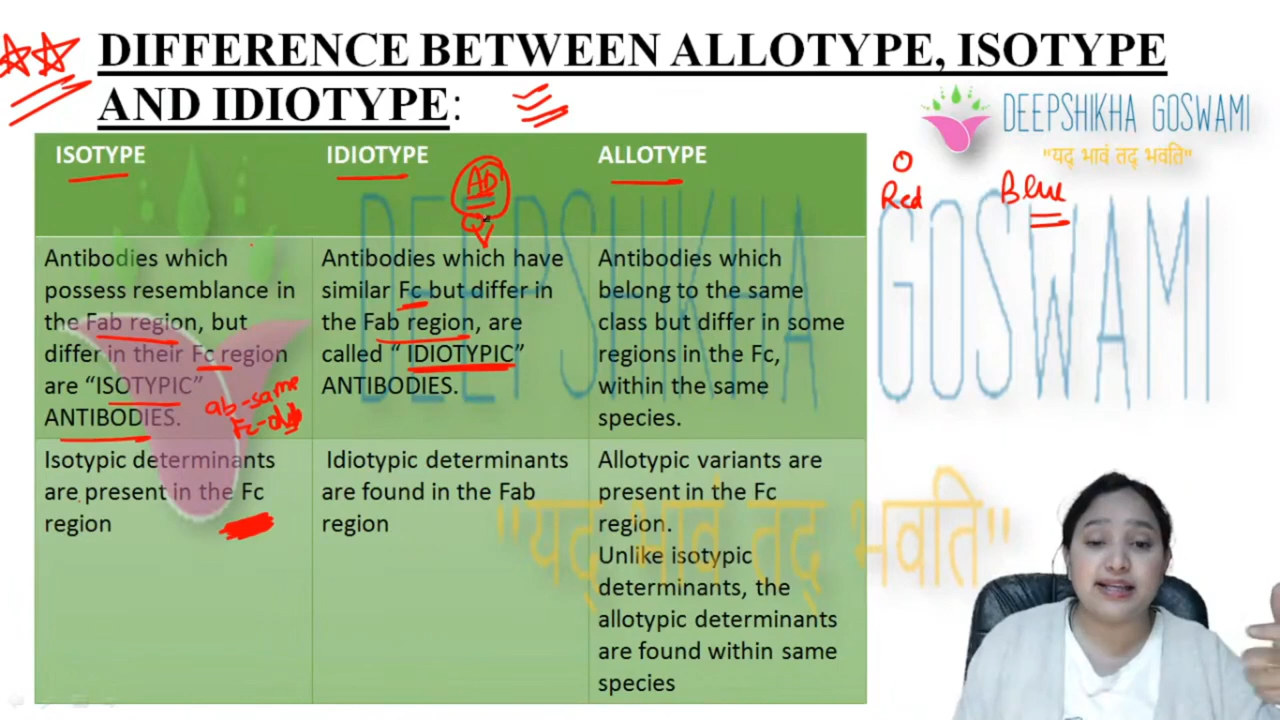 DIFFERENCE BETWEEN ALLOTYPE, ISOTYPE
AND IDIOTYPE:
DEEPSHIKHA GOSWAMI
"यद् भावं तद् भवति"
ISOTYPE
IDIOTYPE
ALLOTYPE
Red
Blue
Antibodies which
possess resemblance in
the Fab region, but
differ in their Fc region
are “ISOTYPIC”
ANTIBODIES.
ab-same
Antibodies which have
similar Fc but differ in
the Fab region, are
called “ IDIOTYPIC”
ANTIBODIES.
Antibodies which
belong to the same
class but differ in some
regions in the Fc,
within the same
species.
Isotypic determinants
are present in the Fc
region
Idiotypic determinants
are found in the Fab
region
Allotypic variants are
present in the Fc
region.
Unlike isotypic
determinants, the
allotypic determinants
are found within same
species
DEEPSHIKHA GOSWAMI
"यद् भावं तद् भवति"